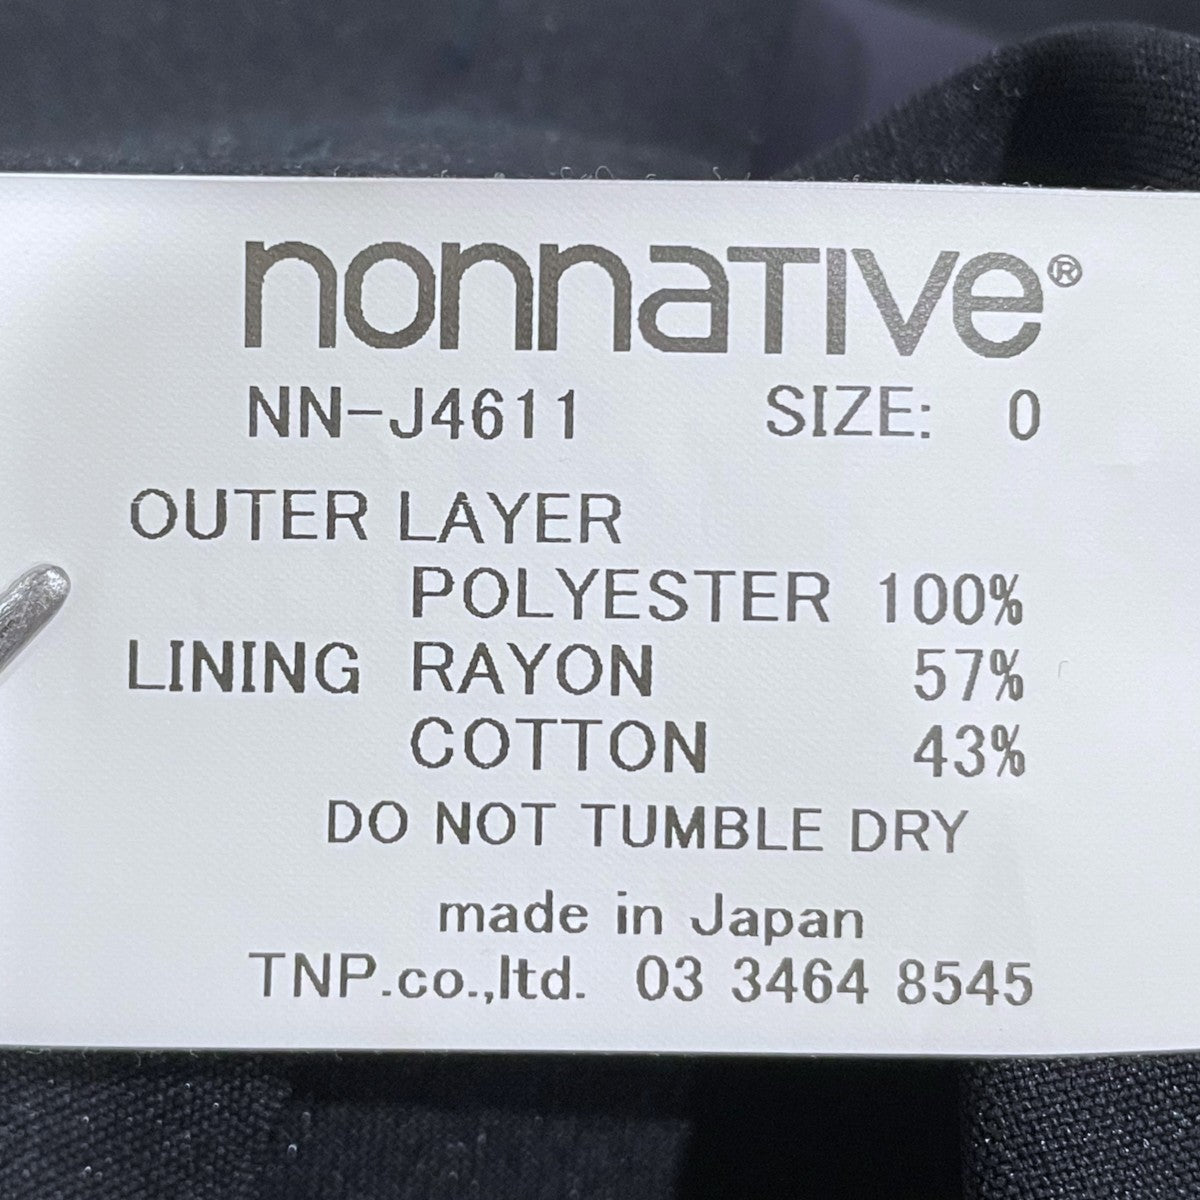 nonnaTIVe®
NN-J4611 SIZE: 0
OUTER LAYER
POLYESTER 100%
LINING RAYON 57%
COTTON 43%
DO NOT TUMBLE DRY
made in Japan
TNP.co.,ltd. 03 3464 8545